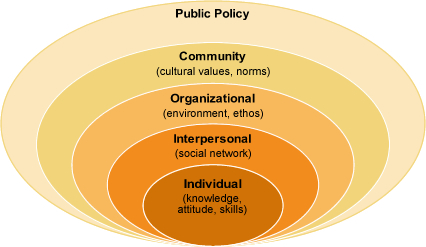 Public Policy
Community
(cultural values, norms)
Organizational
(environment, ethos)
Interpersonal
(social network)
Individual
(knowledge,
attitude, skills)